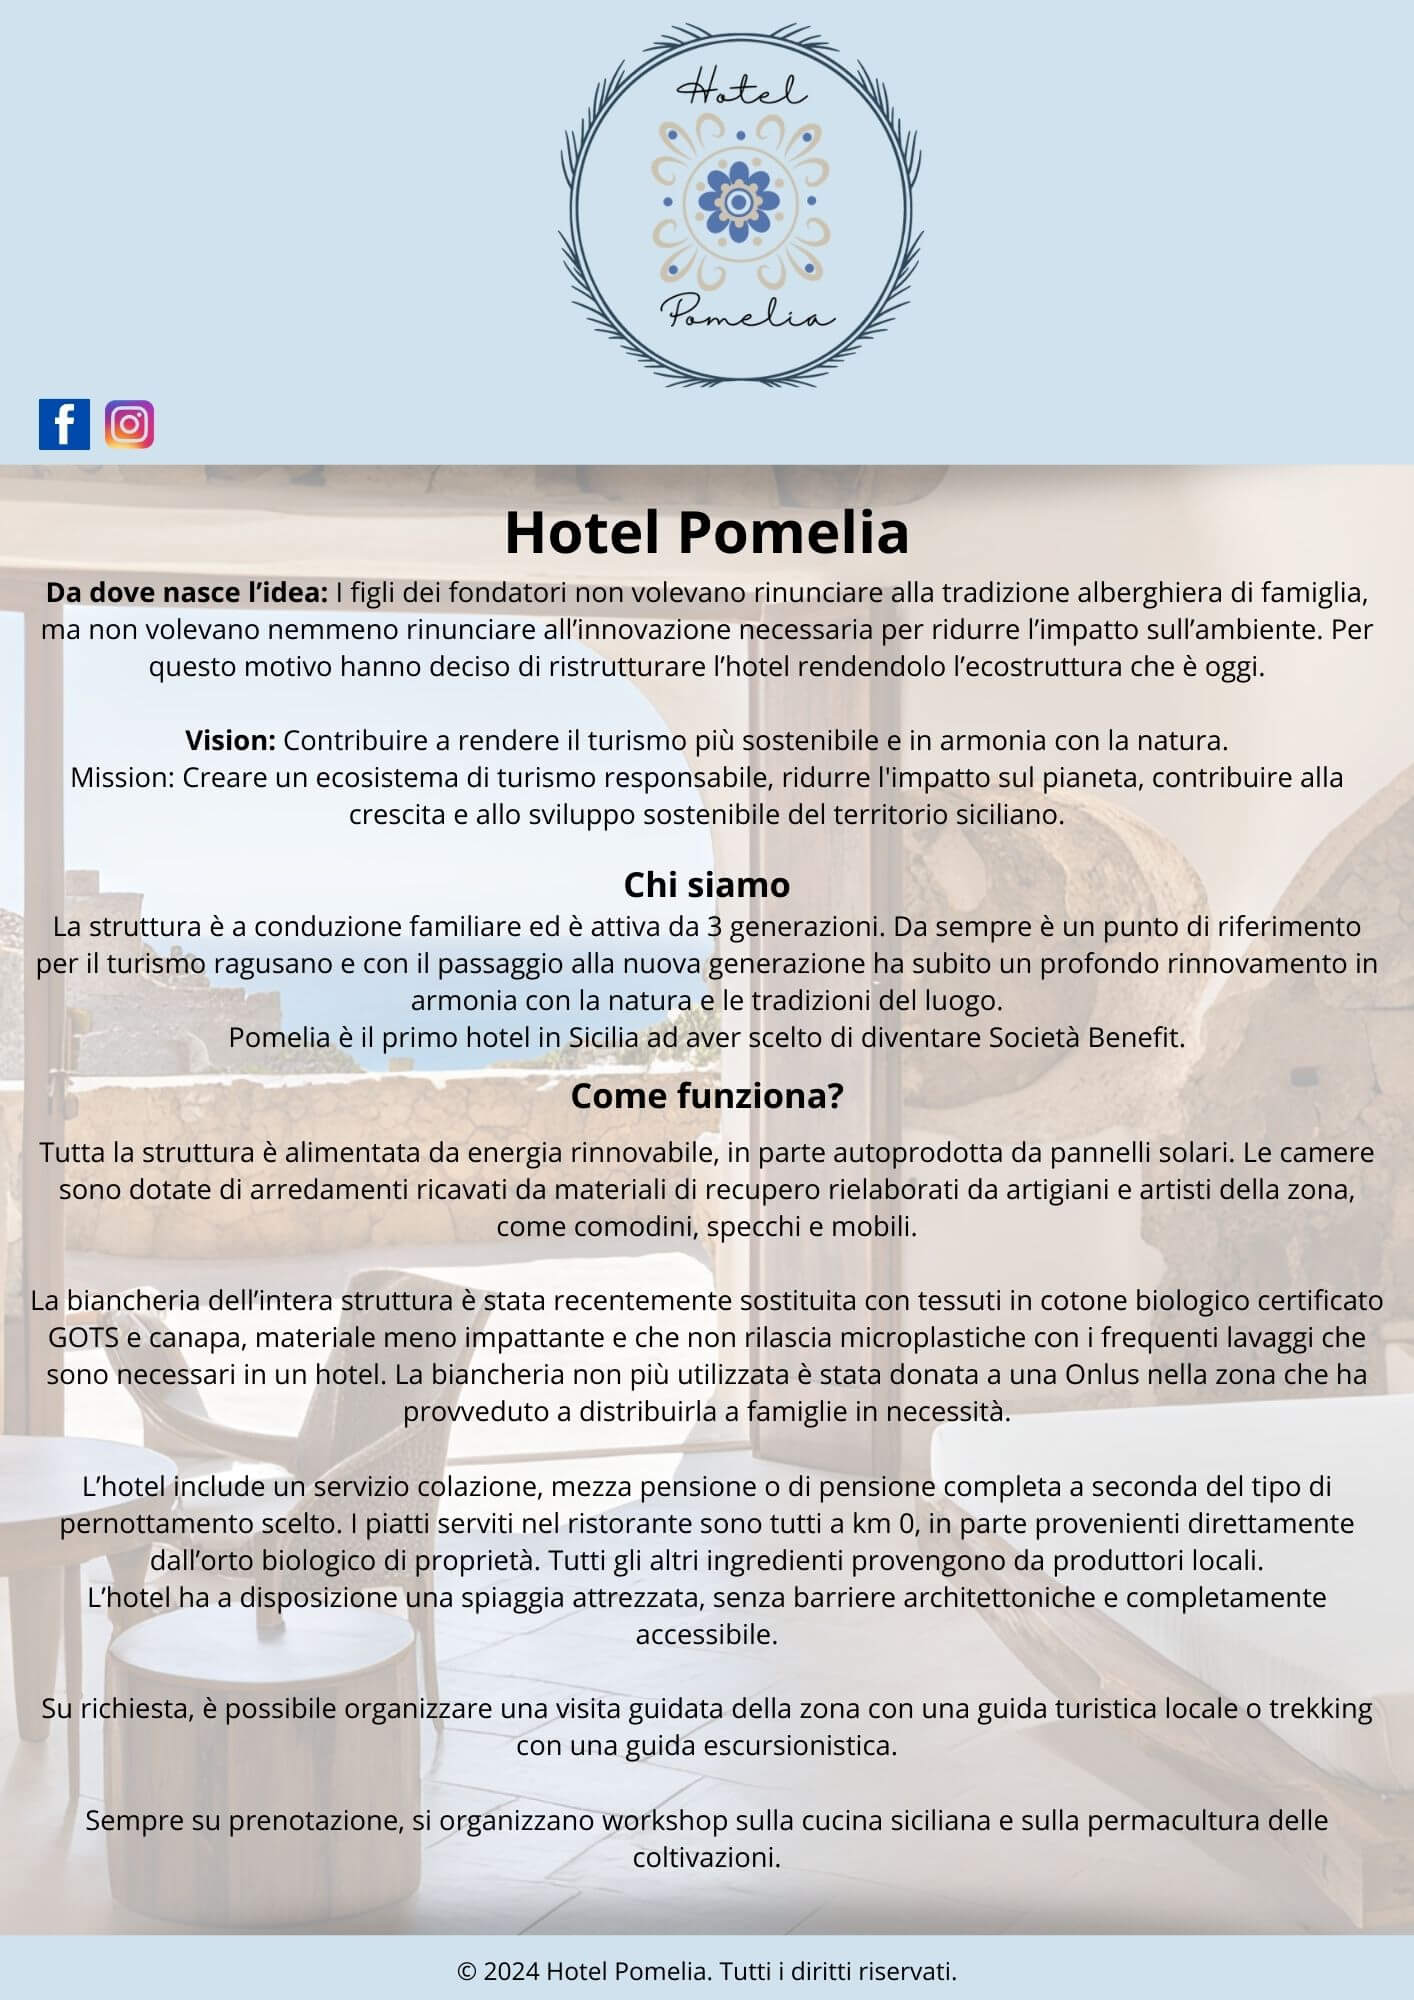 Hotel
Pomelia
Hotel Pomelia
Da dove nasce l’idea: I figli dei fondatori non volevano rinunciare alla tradizione alberghiera di famiglia,
ma non volevano nemmeno rinunciare all’innovazione necessaria per ridurre l’impatto sull’ambiente. Per
questo motivo hanno deciso di ristrutturare l’hotel rendendolo l’ecostruttura che è oggi.
Vision: Contribuire a rendere il turismo più sostenibile e in armonia con la natura.
Mission: Creare un ecosistema di turismo responsabile, ridurre l'impatto sul pianeta, contribuire alla
crescita e allo sviluppo sostenibile del territorio siciliano.
Chi siamo
La struttura è a conduzione familiare ed è attiva da 3 generazioni. Da sempre è un punto di riferimento
per il turismo ragusano e con il passaggio alla nuova generazione ha subito un profondo rinnovamento in
armonia con la natura e le tradizioni del luogo.
Pomelia è il primo hotel in Sicilia ad aver scelto di diventare Società Benefit.
Come funziona?
Tutta la struttura è alimentata da energia rinnovabile, in parte autoprodotta da pannelli solari. Le camere
sono dotate di arredamenti ricavati da materiali di recupero rielaborati da artigiani e artisti della zona,
come comodini, specchi e mobili.
La biancheria dell’intera struttura è stata recentemente sostituita con tessuti in cotone biologico certificato
GOTS e canapa, materiale meno impattante e che non rilascia microplastiche con i frequenti lavaggi che
sono necessari in un hotel. La biancheria non più utilizzata è stata donata a una Onlus nella zona che ha
provveduto a distribuirla a famiglie in necessità.
L’hotel include un servizio colazione, mezza pensione o di pensione completa a seconda del tipo di
pernottamento scelto. I piatti serviti nel ristorante sono tutti a km 0, in parte provenienti direttamente
dall’orto biologico di proprietà. Tutti gli altri ingredienti provengono da produttori locali.
L’hotel ha a disposizione una spiaggia attrezzata, senza barriere architettoniche e completamente
accessibile.
Su richiesta, è possibile organizzare una visita guidata della zona con una guida turistica locale o trekking
con una guida escursionistica.
Sempre su prenotazione, si organizzano workshop sulla cucina siciliana e sulla permacultura delle
coltivazioni.
© 2024 Hotel Pomelia. Tutti i diritti riservati.